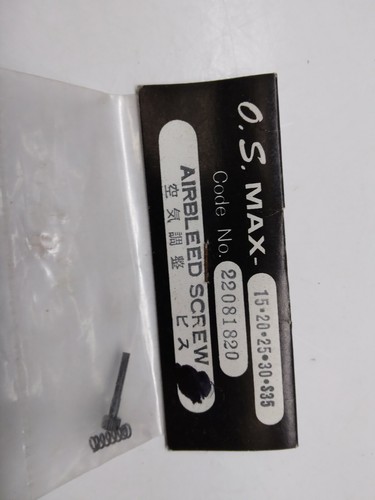 O.S. MAX-15•20•25•30•S35
Code No. 22081820
AIRBLEED SCREW
空気調整 ビス